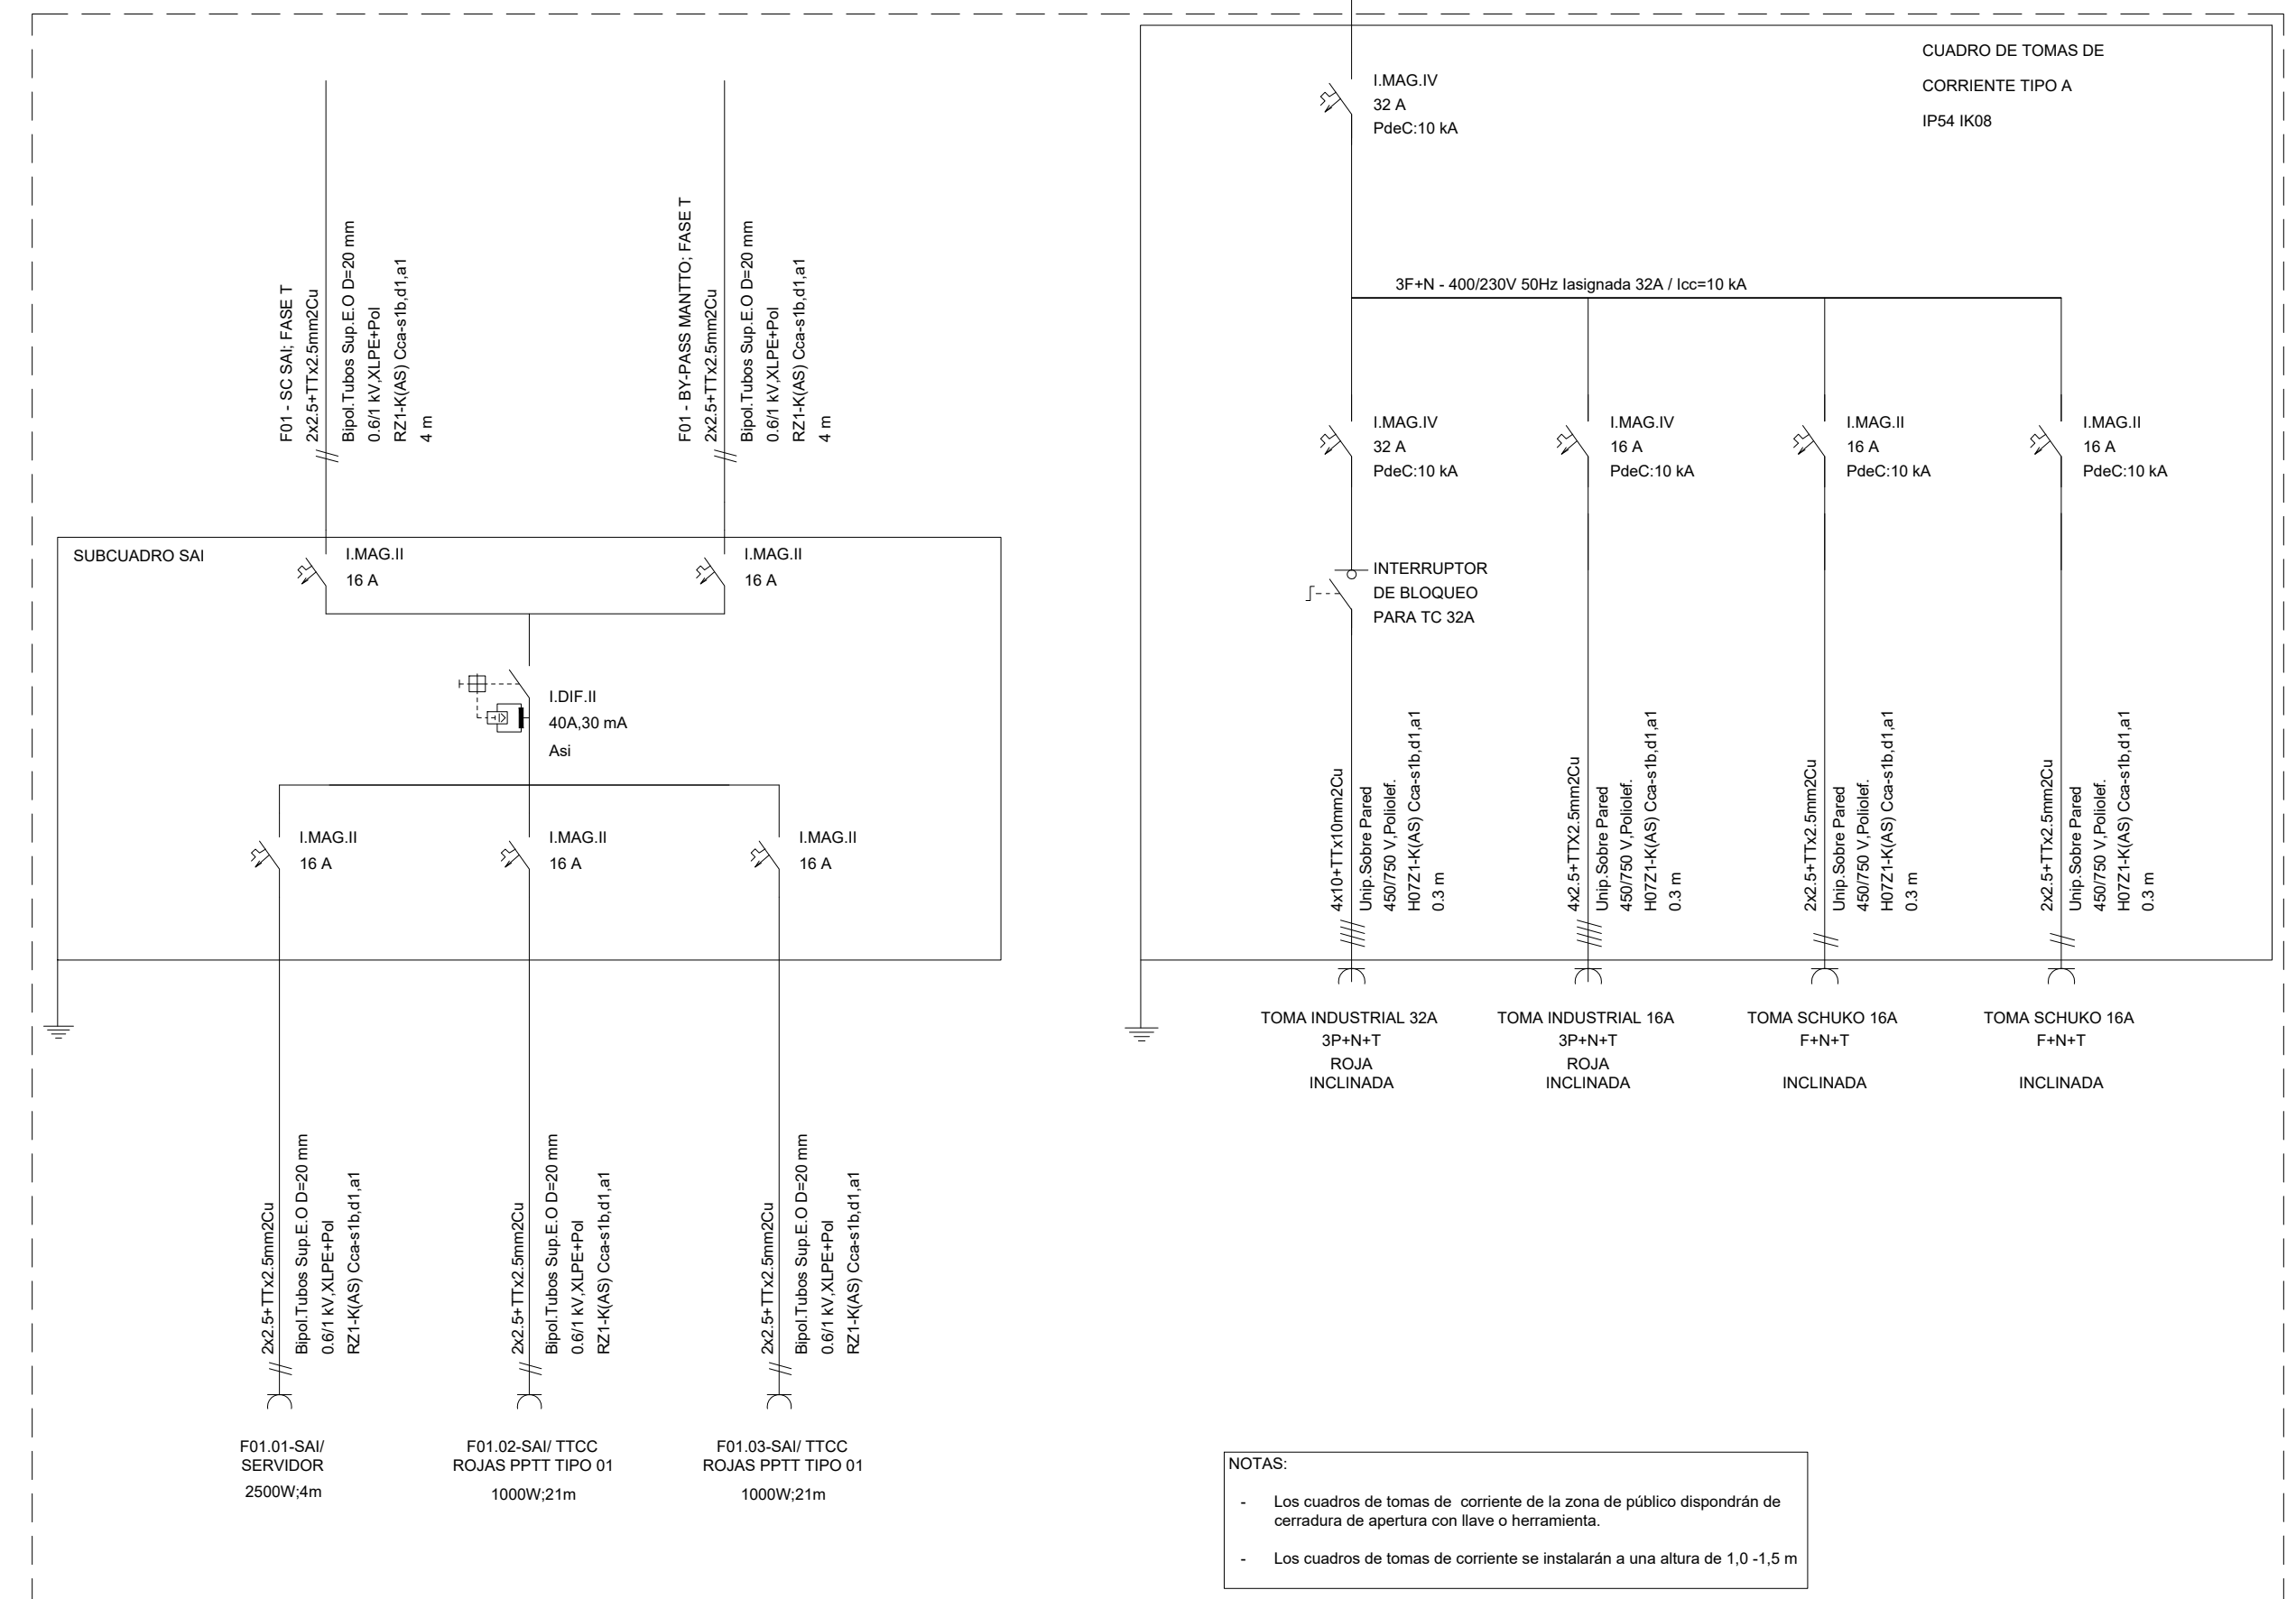 F01 - SC SAI; FASE T
2x2.5+TTx2.5mm2Cu
Bipol.Tubos Sup.E.O D=20 mm
0.6/1 kV,XLPE+Pol
RZ1-K(AS) Cca-s1b,d1,a1
4 m
F01 - BY-PASS MANTTO; FASE T
2x2.5+TTx2.5mm2Cu
Bipol.Tubos Sup.E.O D=20 mm
0.6/1 kV,XLPE+Pol
RZ1-K(AS) Cca-s1b,d1,a1
4 m
SUBCUADRO SAI
I.MAG.II
16 A
I.MAG.II
16 A
I.DIF.II
40A,30 mA
Asi
I.MAG.II
16 A
I.MAG.II
16 A
I.MAG.II
16 A
2x2.5+TTx2.5mm2Cu
Bipol.Tubos Sup.E.O D=20 mm
0.6/1 kV,XLPE+Pol
RZ1-K(AS) Cca-s1b,d1,a1
2x2.5+TTx2.5mm2Cu
Bipol.Tubos Sup.E.O D=20 mm
0.6/1 kV,XLPE+Pol
RZ1-K(AS) Cca-s1b,d1,a1
2x2.5+TTx2.5mm2Cu
Bipol.Tubos Sup.E.O D=20 mm
0.6/1 kV,XLPE+Pol
RZ1-K(AS) Cca-s1b,d1,a1
F01.01-SAI/
SERVIDOR
2500W;4m
F01.02-SAI/ TTCC
ROJAS PPTT TIPO 01
1000W;21m
F01.03-SAI/ TTCC
ROJAS PPTT TIPO 01
1000W;21m
CUADRO DE TOMAS DE
CORRIENTE TIPO A
IP54 IK08
I.MAG.IV
32 A
PdeC:10 kA
3F+N - 400/230V 50Hz Iasignada 32A / Icc=10 kA
I.MAG.IV
32 A
PdeC:10 kA
I.MAG.IV
16 A
PdeC:10 kA
I.MAG.II
16 A
PdeC:10 kA
I.MAG.II
16 A
PdeC:10 kA
INTERRUPTOR
DE BLOQUEO
PARA TC 32A
4x10+TTx10mm2Cu
Unip.Sobre Pared
450/750 V,Poliolef.
H07Z1-K(AS) Cca-s1b,d1,a1
0.3 m
4x2.5+TTX2.5mm2Cu
Unip.Sobre Pared
450/750 V,Poliolef.
H07Z1-K(AS) Cca-s1b,d1,a1
0.3 m
2x2.5+TTx2.5mm2Cu
Unip.Sobre Pared
450/750 V,Poliolef.
H07Z1-K(AS) Cca-s1b,d1,a1
0.3 m
2x2.5+TTx2.5mm2Cu
Unip.Sobre Pared
450/750 V,Poliolef.
H07Z1-K(AS) Cca-s1b,d1,a1
0.3 m
TOMA INDUSTRIAL 32A
3P+N+T
ROJA
INCLINADA
TOMA INDUSTRIAL 16A
3P+N+T
ROJA
INCLINADA
TOMA SCHUKO 16A
F+N+T
INCLINADA
TOMA SCHUKO 16A
F+N+T
INCLINADA
NOTAS:
- Los cuadros de tomas de corriente de la zona de público dispondrán de
cerradura de apertura con llave o herramienta.
- Los cuadros de tomas de corriente se instalarán a una altura de 1,0 -1,5 m